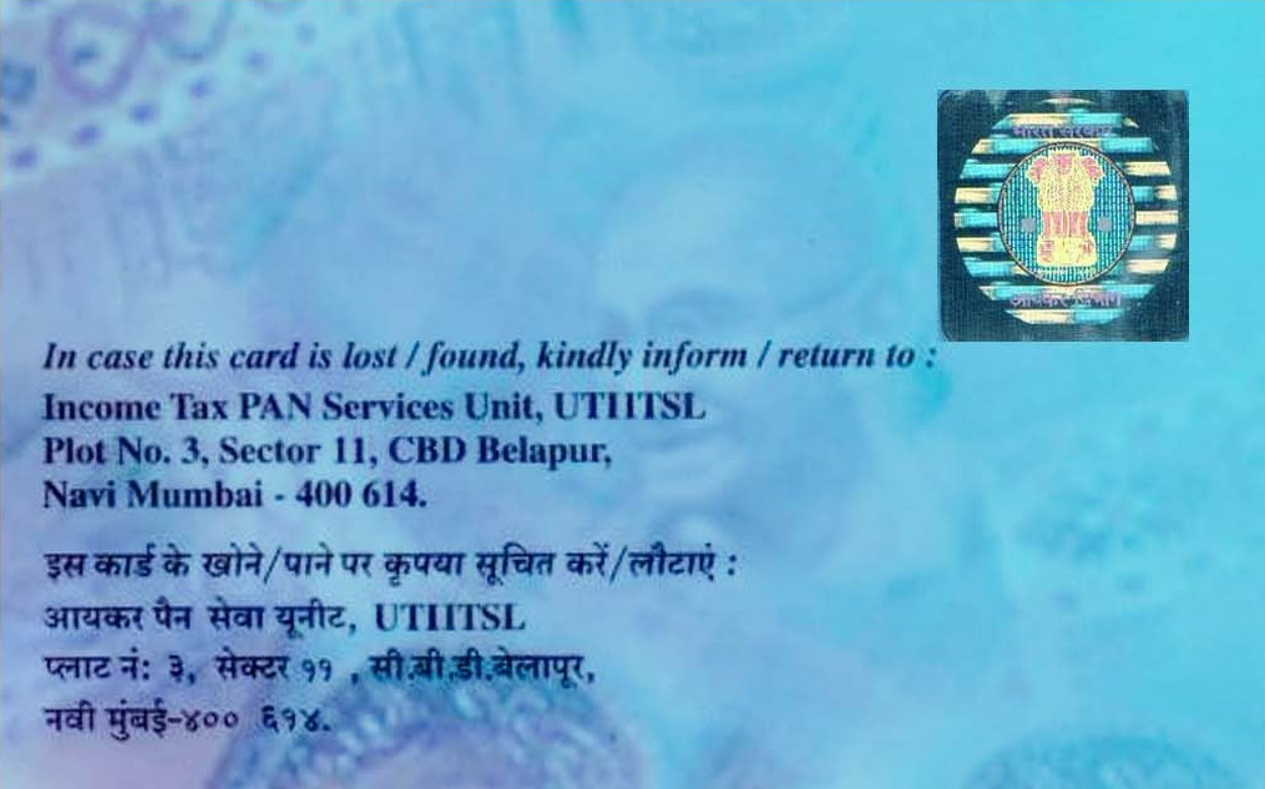 भारत सरकार
आयकर विभाग
In case this card is lost / found, kindly inform / return to :
Income Tax PAN Services Unit, UTIITSL
Plot No. 3, Sector 11, CBD Belapur,
Navi Mumbai - 400 614.
इस कार्ड के खोने/पाने पर कृपया सूचित करें/लौटाएं :
आयकर पैन सेवा यूनीट, UTIITSL
प्लाट नं: ३, सेक्टर ११ , सी.बी.डी.बेलापूर,
नवी मुंबई-४०० ६१४.